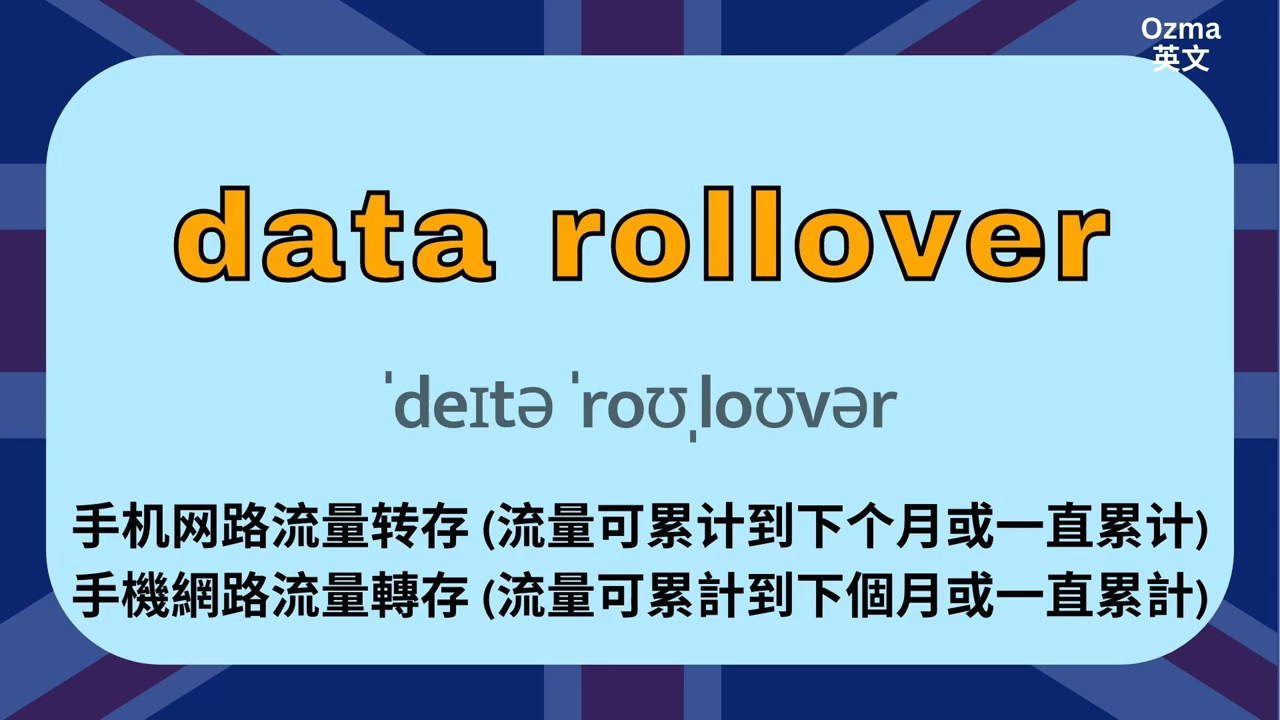 Ozma
英文
data rollover
ˈdeɪtə ˈroʊˌloʊvər
手机网路流量转存 (流量可累计到下个月或一直累计)
手機網路流量轉存 (流量可累計到下個月或一直累計)